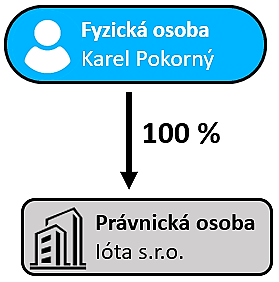 Fyzická osoba
Karel Pokorný
100 %
Právnická osoba
Ióta s.r.o.